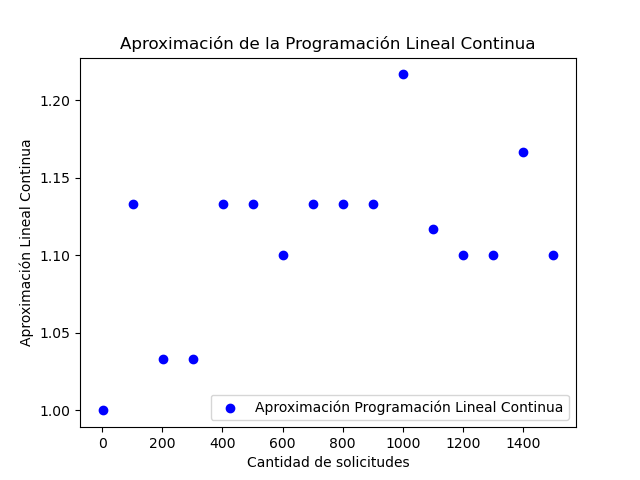 Aproximación de la Programación Lineal Continua
1.20
1.15
1.10
1.05
1.00
Aproximación Lineal Continua
Aproximación Programación Lineal Continua
0 200 400 600 800 1000 1200 1400
Cantidad de solicitudes